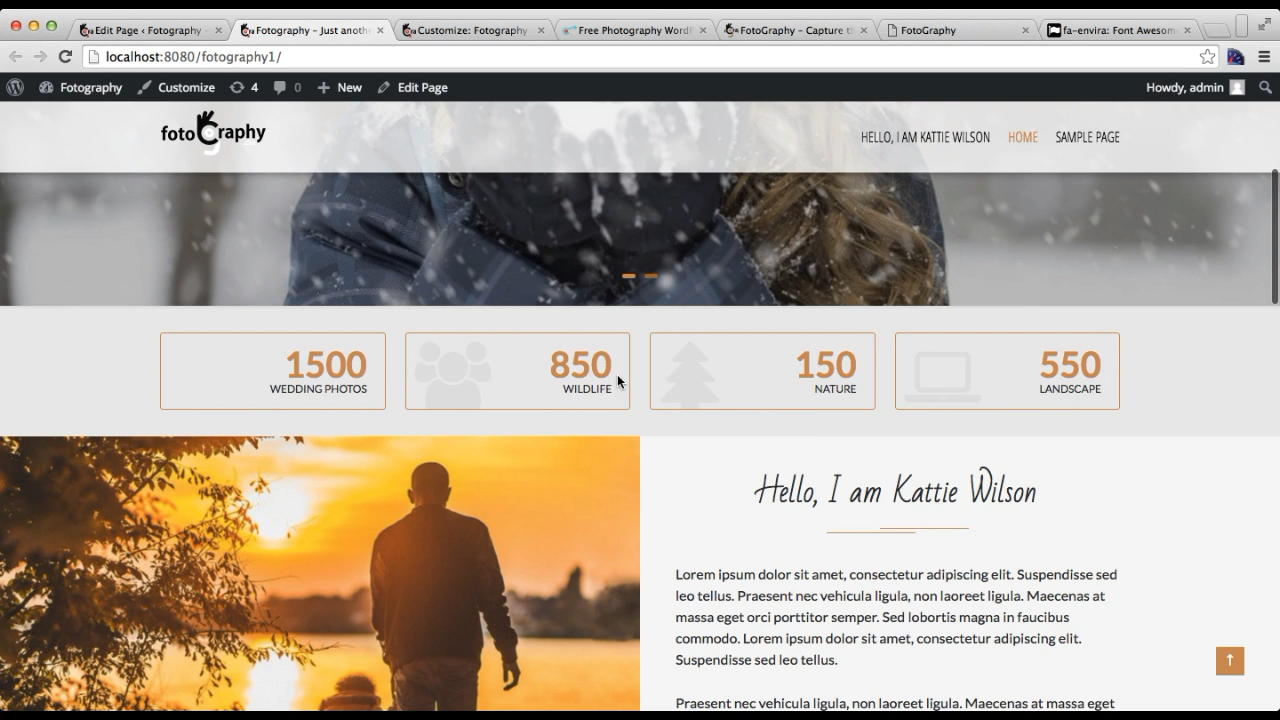 Edit Page ‹ Fotography
Fotography – Just anoth
Customize: Fotography
Free Photography WordP
FotoGraphy – Capture t
FotoGraphy
fa-envira: Font Awesom
localhost:8080/fotography1/
Fotography
Customize
4
0
New
Edit Page
Howdy, admin
fotography
HELLO, I AM KATTIE WILSON
HOME
SAMPLE PAGE
1500
WEDDING PHOTOS
850
WILDLIFE
150
NATURE
550
LANDSCAPE
Hello, I am Kattie Wilson
Lorem ipsum dolor sit amet, consectetur adipiscing elit. Suspendisse sed
leo tellus. Praesent nec vehicula ligula, non laoreet ligula. Maecenas at
massa eget orci porttitor semper. Sed lobortis magna in faucibus
commodo. Lorem ipsum dolor sit amet, consectetur adipiscing elit.
Suspendisse sed leo tellus.
Praesent nec vehicula ligula, non laoreet ligula. Maecenas at massa eget